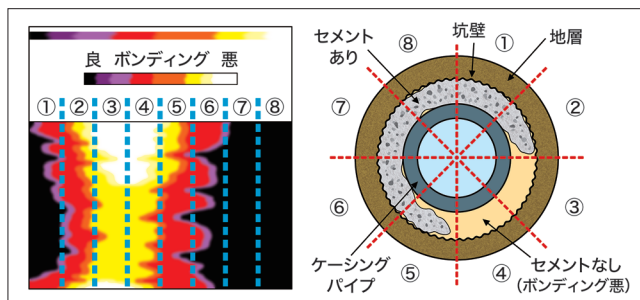 良 ボンディング 悪
① ② ③ ④ ⑤ ⑥ ⑦ ⑧
セメント
あり
⑧
坑壁
①
地層
⑦
②
⑥
③
ケーシング
パイプ
⑤
④
セメントなし
(ボンディング悪)